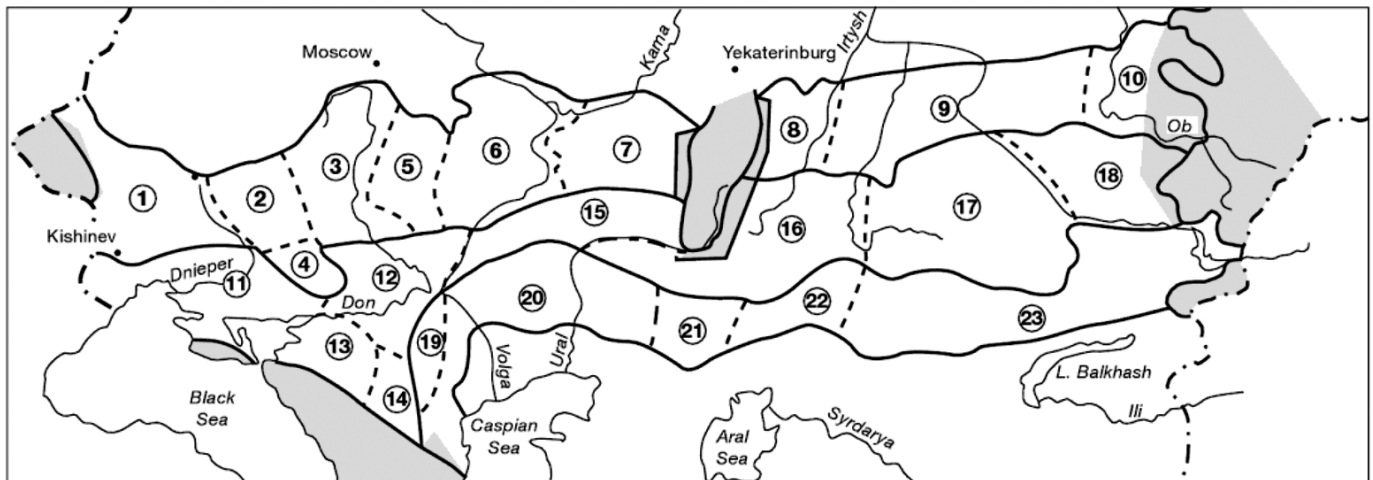 Moscow
Kama
Yekaterinburg
Irtysh
10
9
8
Ob
3
5
6
7
18
1
2
15
17
16
Kishinev
4
Dnieper
11
12
Don
20
22
23
21
13
19
Volga
Ural
14
Black
Sea
Caspian
Sea
Aral
Sea
Syrdarya
L. Balkhash
Ili